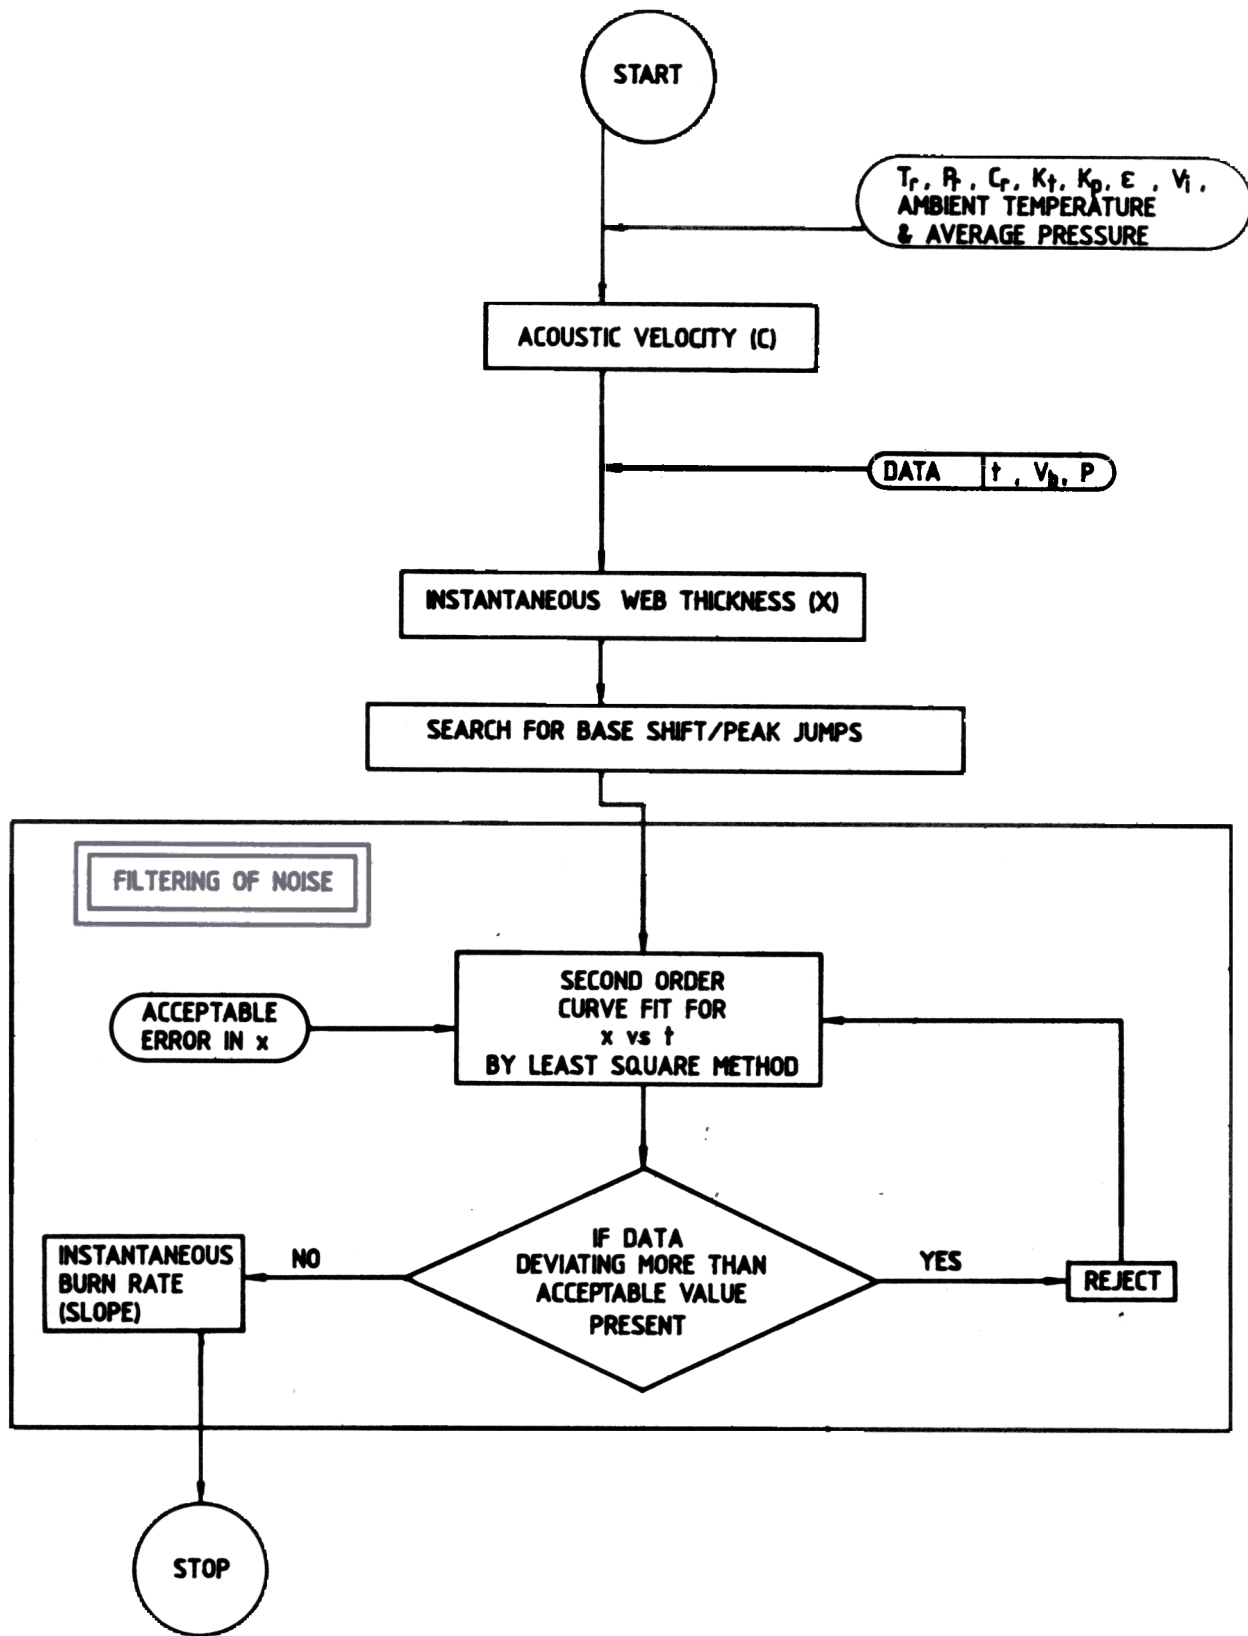 START
Tr, Pr, Cr, Kt, Kp, ε, Vi,
AMBIENT TEMPERATURE
& AVERAGE PRESSURE
ACOUSTIC VELOCITY (C)
DATA t, Vb, P
INSTANTANEOUS WEB THICKNESS (X)
SEARCH FOR BASE SHIFT/PEAK JUMPS
FILTERING OF NOISE
SECOND ORDER
CURVE FIT FOR
x vs t
BY LEAST SQUARE METHOD
ACCEPTABLE
ERROR IN x
IF DATA
DEVIATING MORE THAN
ACCEPTABLE VALUE
PRESENT
NO
YES
INSTANTANEOUS
BURN RATE
(SLOPE)
REJECT
STOP